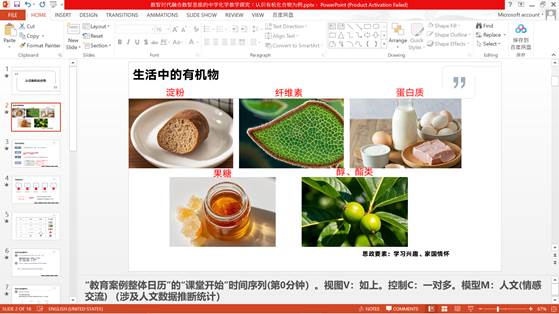 教智时代融合教智思维的中学化学教学探究：认识有机化合物为例.pptx - PowerPoint (Product Activation Failed)
FILE HOME INSERT DESIGN TRANSITIONS ANIMATIONS SLIDE SHOW REVIEW VIEW 百度网盘
Microsoft account
Paste
Cut
Copy
Format Painter
Clipboard
New Slide
Layout
Reset
Section
Slides
Font
Text Direction
Align Text
Convert to SmartArt
Paragraph
Arrange
Quick Styles
Shape Fill
Shape Outline
Shape Effects
Drawing
Find
Replace
Select
Editing
保存到百度网盘
保存
生活中的有机物
淀粉
纤维素
蛋白质
果糖
醇、酯类
思政要素：学习兴趣、家国情怀
“教育案例整体日历”的“课堂开始”时间序列(第0分钟) 。视图V：如上。控制C：一对多。模型M：人文(情感
交流) （涉及人文数据推断统计）
1
2
3
4
5
6
7
SLIDE 2 OF 18
ENGLISH (UNITED STATES)
NOTES
COMMENTS
67%